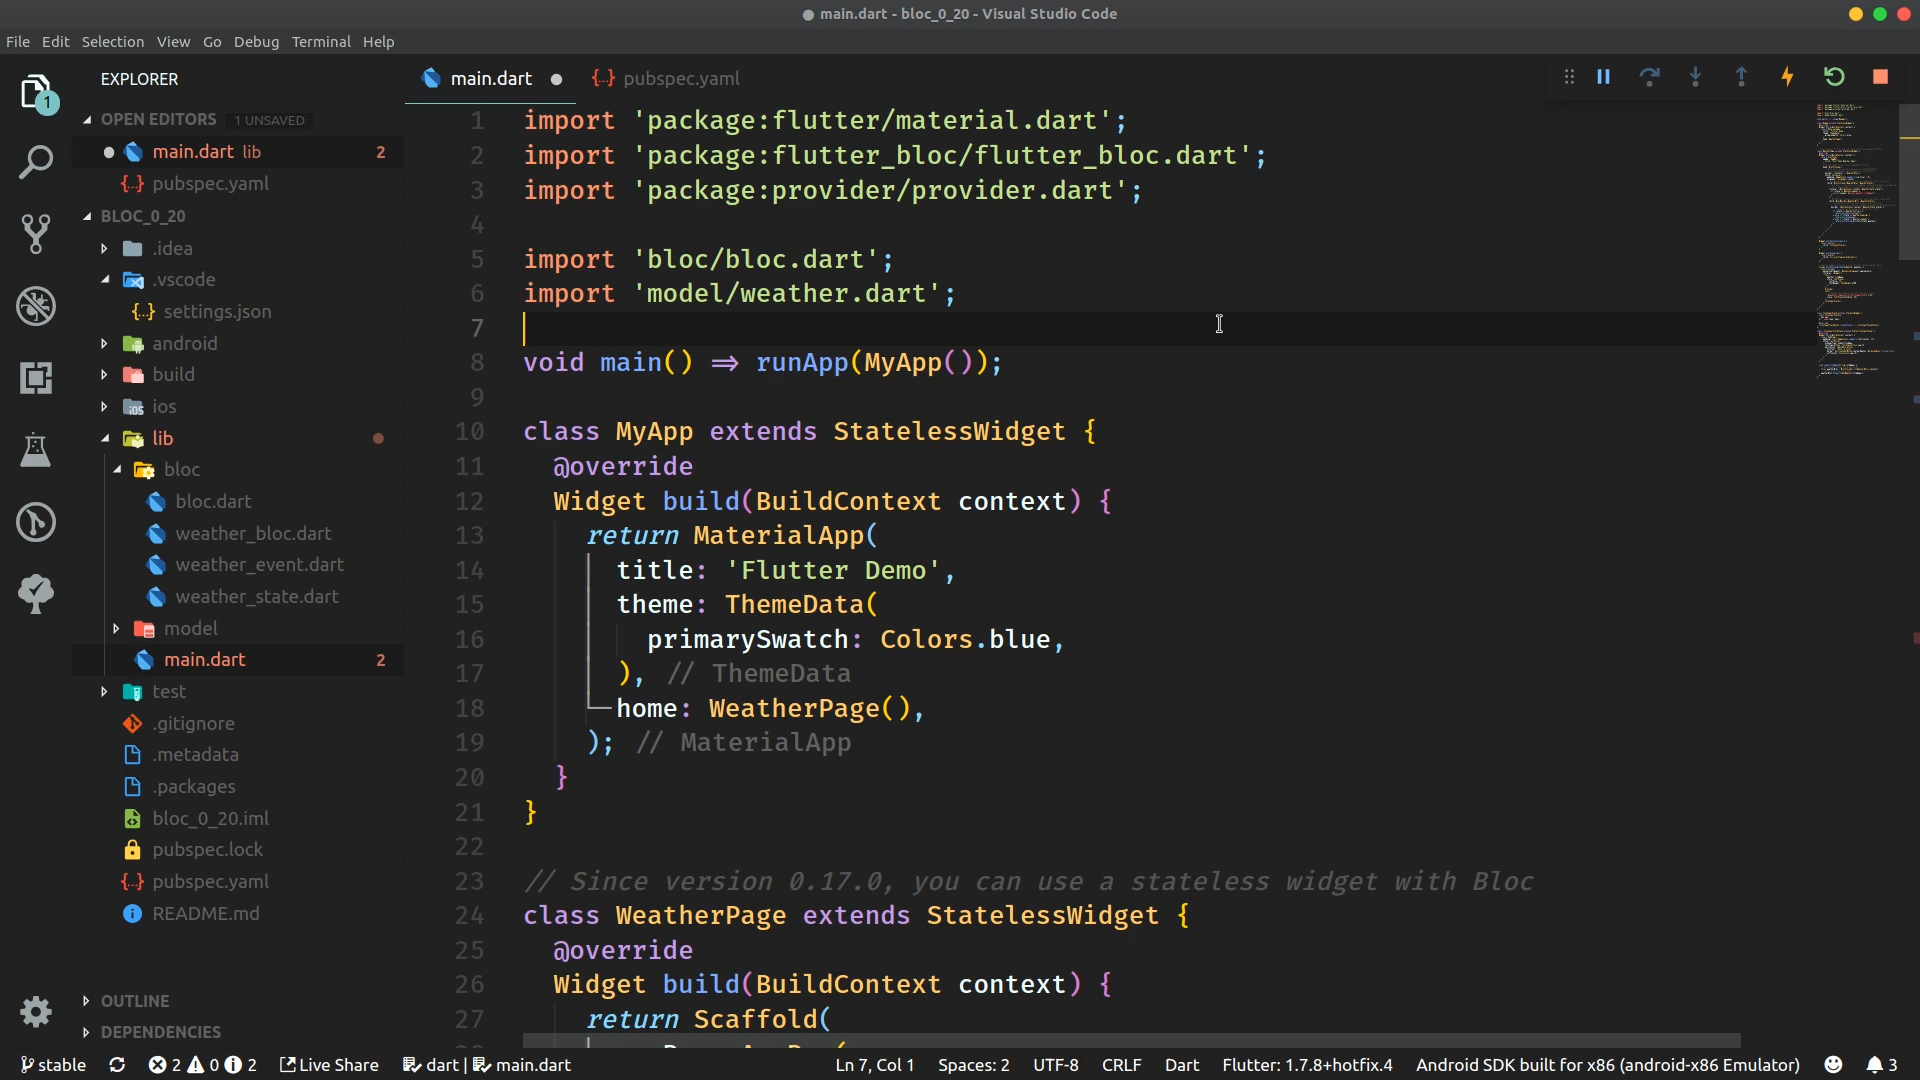 main.dart - bloc_0_20 - Visual Studio Code
File Edit Selection View Go Debug Terminal Help
EXPLORER
OPEN EDITORS 1 UNSAVED
main.dart lib 2
pubspec.yaml
BLOC_0_20
.idea
.vscode
settings.json
android
build
ios
lib
bloc
bloc.dart
weather_bloc.dart
weather_event.dart
weather_state.dart
model
main.dart 2
test
.gitignore
.metadata
.packages
bloc_0_20.iml
pubspec.lock
pubspec.yaml
README.md
OUTLINE
DEPENDENCIES
main.dart pubspec.yaml
1 import 'package:flutter/material.dart';
2 import 'package:flutter_bloc/flutter_bloc.dart';
3 import 'package:provider/provider.dart';
4
5 import 'bloc/bloc.dart';
6 import 'model/weather.dart';
7
8 void main() => runApp(MyApp());
9
10 class MyApp extends StatelessWidget {
11 @override
12 Widget build(BuildContext context) {
13 return MaterialApp(
14 title: 'Flutter Demo',
15 theme: ThemeData(
16 primarySwatch: Colors.blue,
17 ), // ThemeData
18 home: WeatherPage(),
19 ); // MaterialApp
20 }
21 }
22
23 // Since version 0.17.0, you can use a stateless widget with Bloc
24 class WeatherPage extends StatelessWidget {
25 @override
26 Widget build(BuildContext context) {
27 return Scaffold(
stable 2 0 2 Live Share dart | main.dart Ln 7, Col 1 Spaces: 2 UTF-8 CRLF Dart Flutter: 1.7.8+hotfix.4 Android SDK built for x86 (android-x86 Emulator) 3